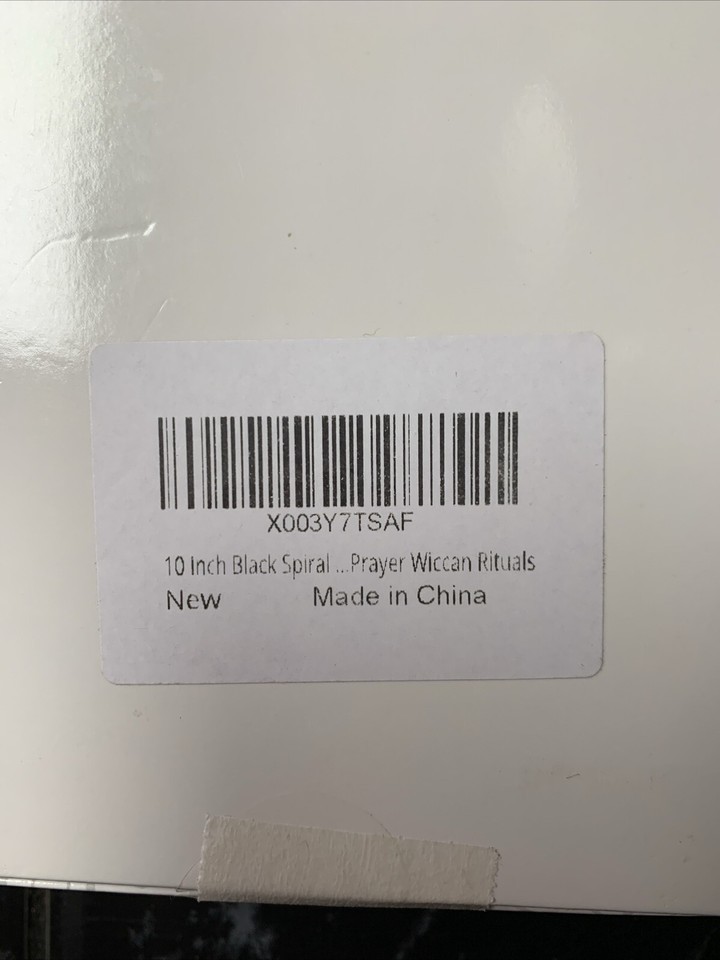 X003Y7TSAF
10 Inch Black Spiral ...Prayer Wiccan Rituals
New Made in China